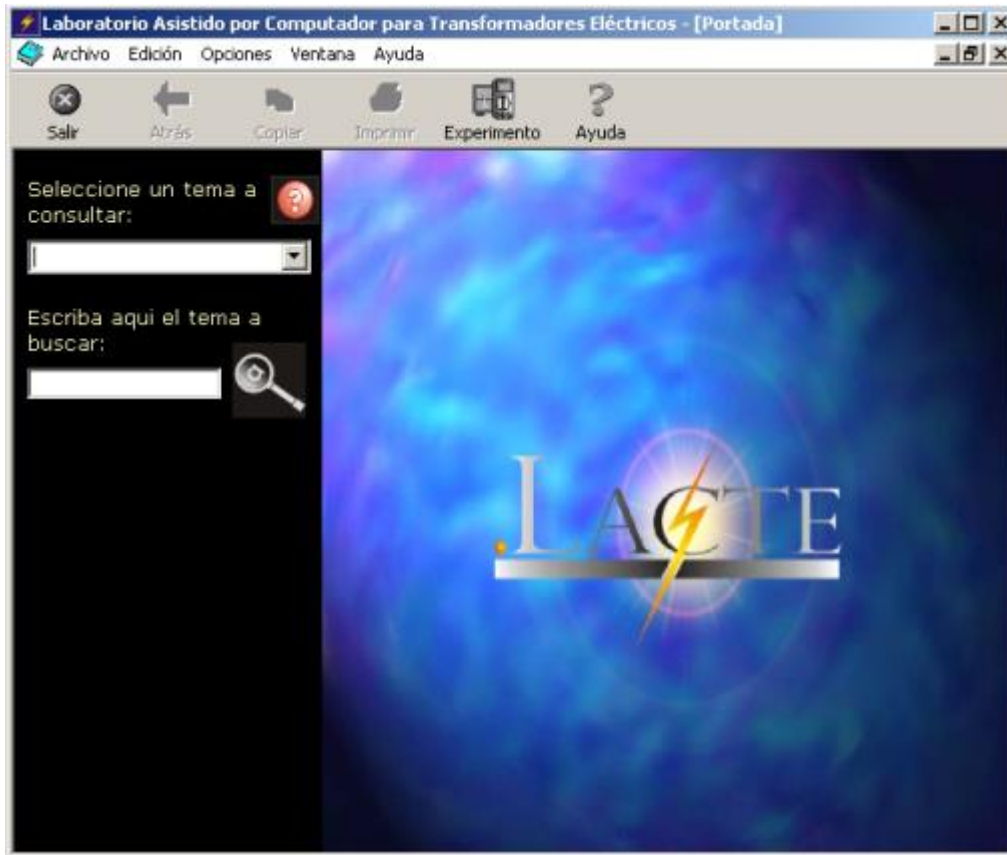 Laboratorio Asistido por Computador para Transformadores Eléctricos - [Portada]
Archivo Edición Opciones Ventana Ayuda
Salir Atrás Copiar Imprimir Experimento Ayuda
Seleccione un tema a
consultar:
Escriba aqui el tema a
buscar:
.LACTE